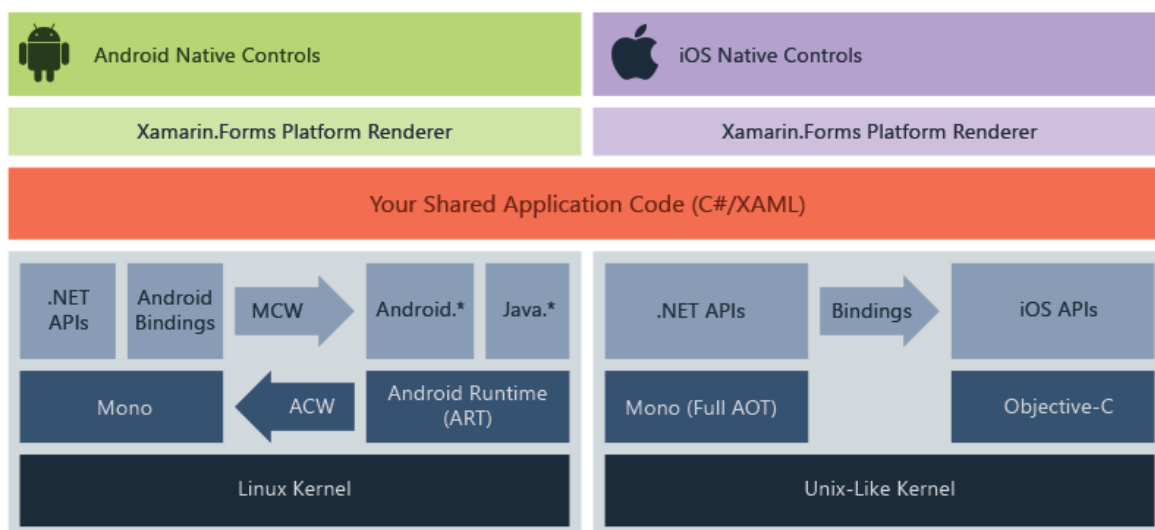 Android Native Controls
iOS Native Controls
Xamarin.Forms Platform Renderer
Xamarin.Forms Platform Renderer
Your Shared Application Code (C#/XAML)
.NET
APIs
Android
Bindings
MCW
Android.*
Java.*
Mono
ACW
Android Runtime
(ART)
Linux Kernel
.NET APIs
Bindings
iOS APIs
Mono (Full AOT)
Objective-C
Unix-Like Kernel